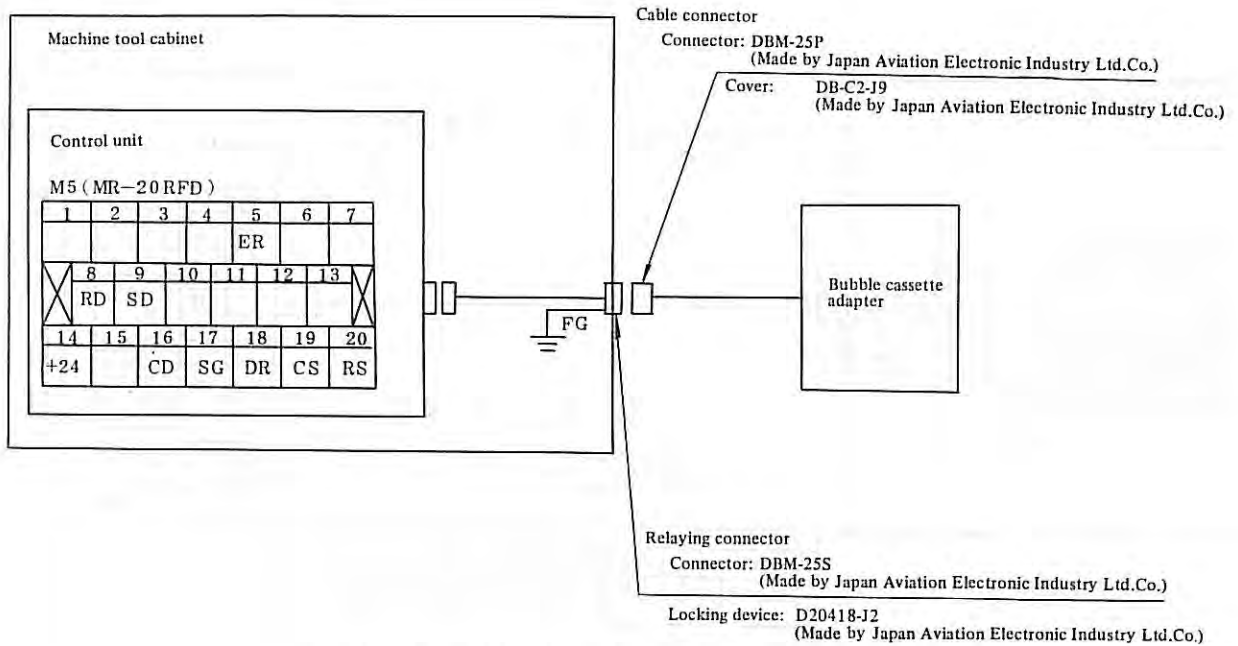 Machine tool cabinet
Control unit
M5 (MR-20 RFD)
1 2 3 4 5 6 7
ER
8 9 10 11 12 13
RD SD
14 15 16 17 18 19 20
+24 CD SG DR CS RS
FG
Cable connector
Connector: DBM-25P
(Made by Japan Aviation Electronic Industry Ltd.Co.)
Cover: DB-C2-J9
(Made by Japan Aviation Electronic Industry Ltd.Co.)
Bubble cassette
adapter
Relaying connector
Connector: DBM-25S
(Made by Japan Aviation Electronic Industry Ltd.Co.)
Locking device: D20418-J2
(Made by Japan Aviation Electronic Industry Ltd.Co.)